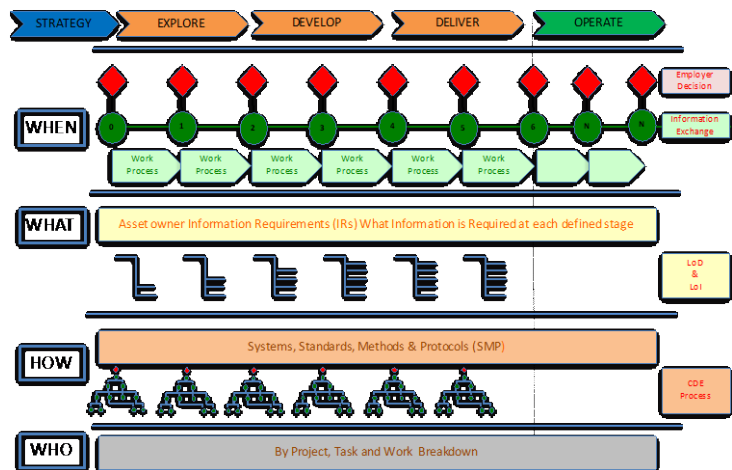 STRATEGY EXPLORE DEVELOP DELIVER OPERATE
Employer
Decision
WHEN
0 1 2 3 4 5 6 N N
Information
Exchange
Work
Process
Work
Process
Work
Process
Work
Process
Work
Process
Work
Process
WHAT
Asset owner Information Requirements (IRs) What Information is Required at each defined stage
LoD
&
LoI
HOW
Systems, Standards, Methods & Protocols (SMP)
CDE
Process
WHO
By Project, Task and Work Breakdown